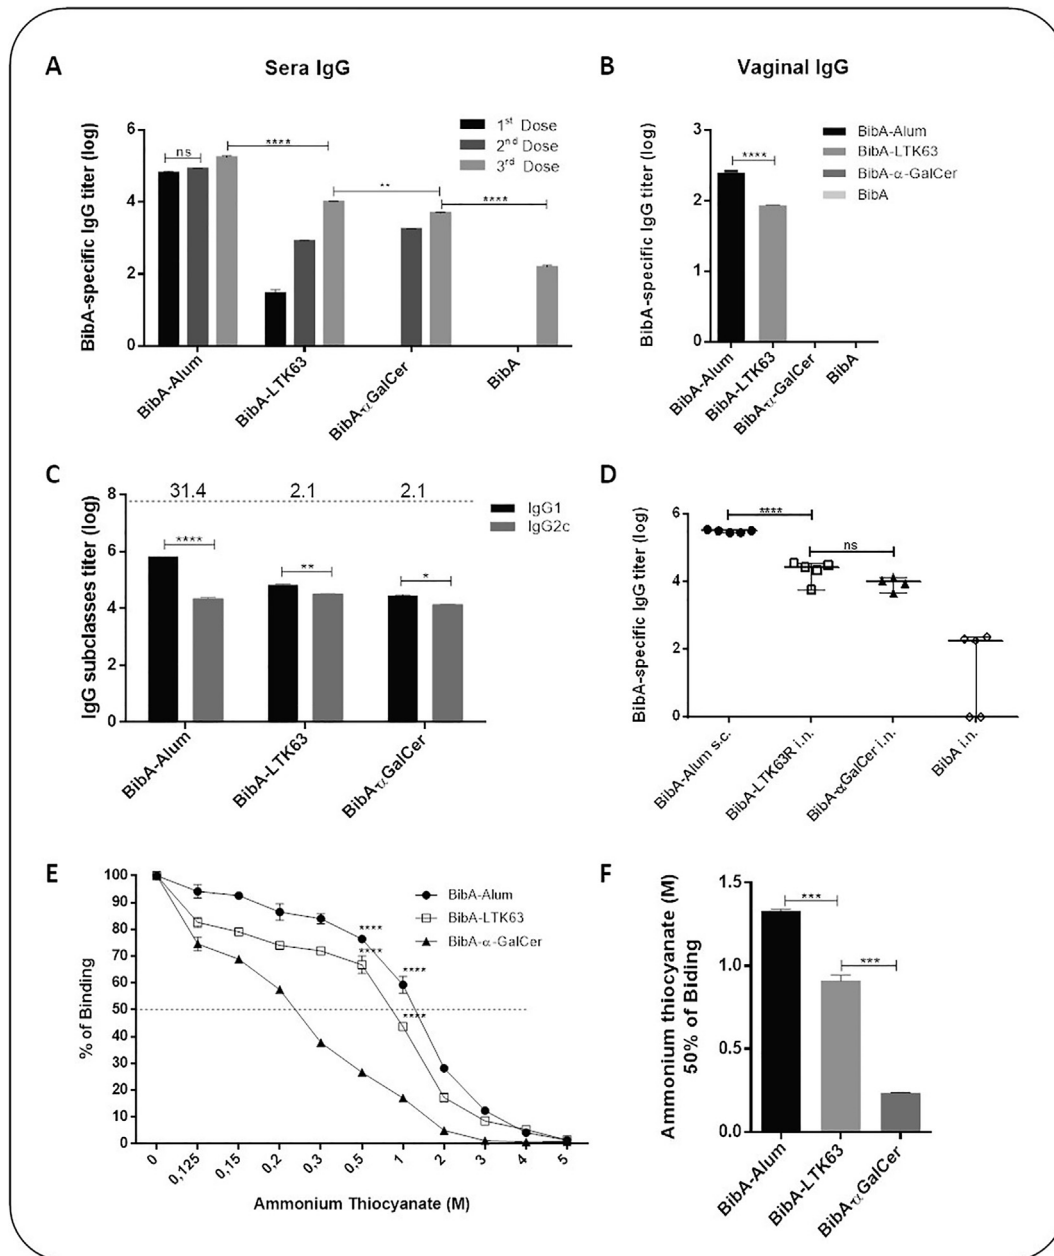 A
Sera IgG
BibA-specific IgG titer (log)
6
4
2
0
ns
****
**
****
1st Dose
2nd Dose
3rd Dose
BibA-Alum
BibA-LTK63
BibA-αGalCer
BibA
B
Vaginal IgG
BibA-specific IgG titer (log)
3
2
1
0
****
BibA-Alum
BibA-LTK63
BibA-α-GalCer
BibA
BibA-Alum
BibA-LTK63
BibA-α-GalCer
BibA
C
IgG subclasses titer (log)
8
6
4
2
0
31.4
2.1
2.1
****
**
*
IgG1
IgG2c
BibA-Alum
BibA-LTK63
BibA-αGalCer
D
BibA-specific IgG titer (log)
6
4
2
0
****
ns
BibA-Alum s.c.
BibA-LTK63R i.n.
BibA-αGalCer i.n.
BibA i.n.
E
% of Binding
100
90
80
70
60
50
40
30
20
10
0
BibA-Alum
BibA-LTK63
BibA-α-GalCer
****
****
****
****
0
0,125
0,15
0,2
0,3
0,5
1
2
3
4
5
Ammonium Thiocyanate (M)
F
Ammonium thiocyanate (M)
50% of Biding
1.5
1.0
0.5
0.0
***
***
BibA-Alum
BibA-LTK63
BibA-αGalCer